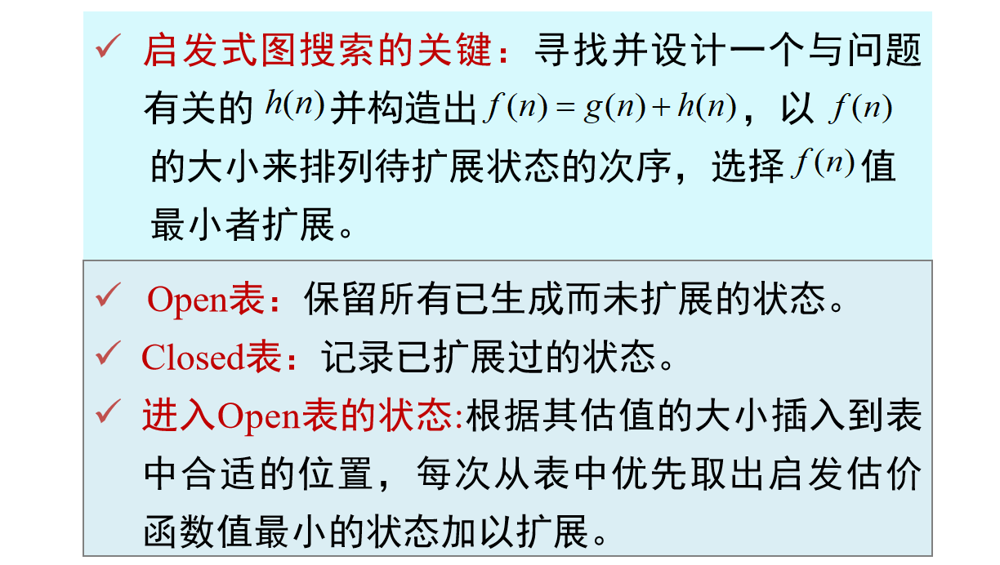 ✓ 启发式图搜索的关键：寻找并设计一个与问题
有关的 h(n) 并构造出 f(n) = g(n) + h(n)，以 f(n)
的大小来排列待扩展状态的次序，选择 f(n) 值
最小者扩展。
✓ Open表：保留所有已生成而未扩展的状态。
✓ Closed表：记录已扩展过的状态。
✓ 进入Open表的状态:根据其估值的大小插入到表
中合适的位置，每次从表中优先取出启发估价
函数值最小的状态加以扩展。